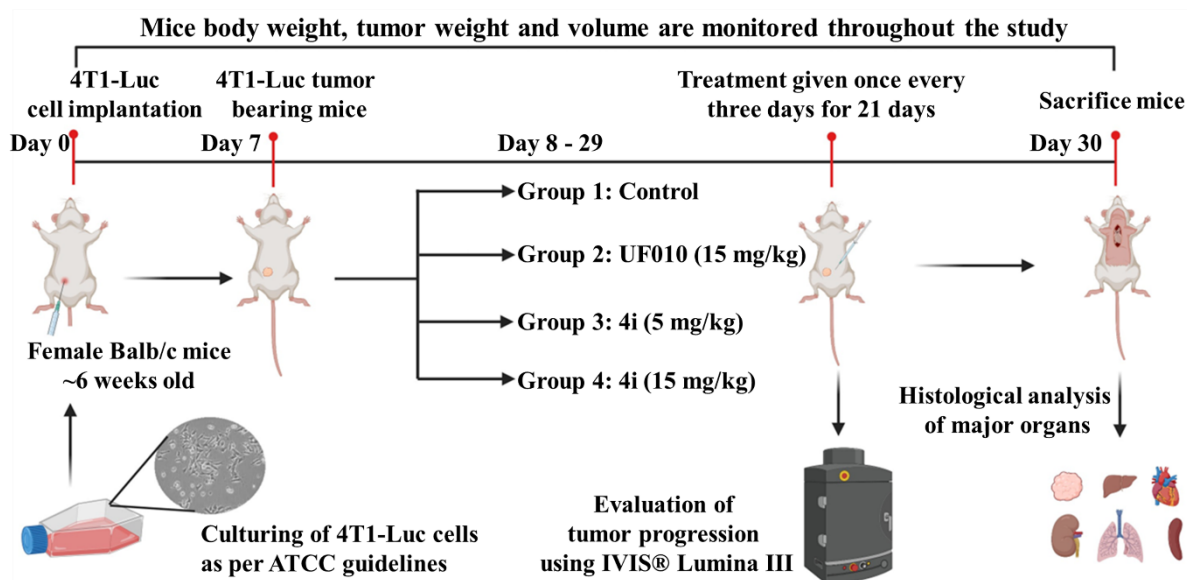 Mice body weight, tumor weight and volume are monitored throughout the study
4T1-Luc
cell implantation
4T1-Luc tumor
bearing mice
Treatment given once every
three days for 21 days
Sacrifice mice
Day 0
Day 7
Day 8 - 29
Day 30
Group 1: Control
Group 2: UF010 (15 mg/kg)
Group 3: 4i (5 mg/kg)
Group 4: 4i (15 mg/kg)
Female Balb/c mice
~6 weeks old
Histological analysis
of major organs
Culturing of 4T1-Luc cells
as per ATCC guidelines
Evaluation of
tumor progression
using IVIS® Lumina III